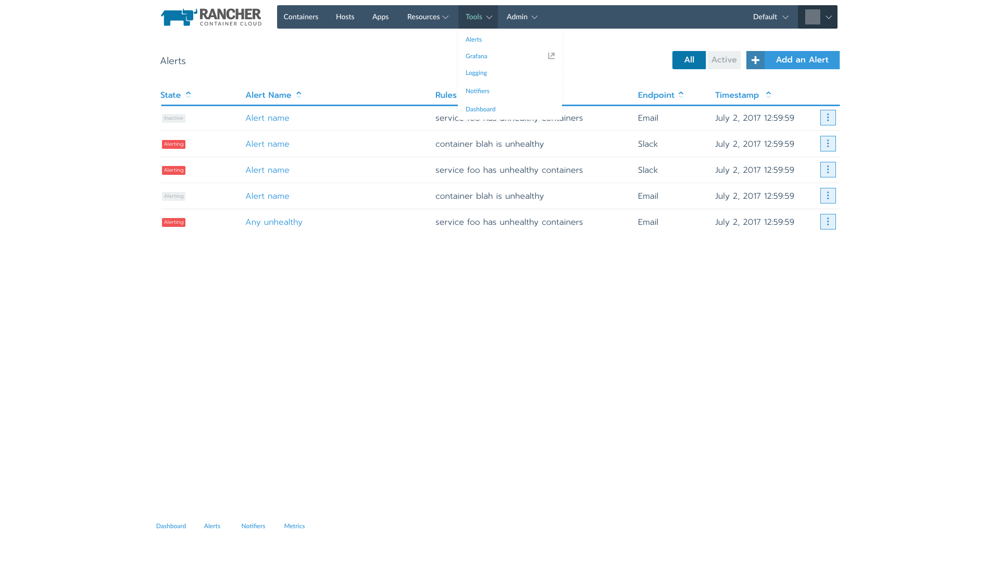 RANCHER
CONTAINER CLOUD
Containers Hosts Apps Resources Tools Admin Default
Alerts
Grafana
Logging
Notifiers
Dashboard
Alerts
All Active Add an Alert
State Alert Name Rules Endpoint Timestamp
Inactive Alert name service foo has unhealthy containers Email July 2, 2017 12:59:59
Alerting Alert name container blah is unhealthy Slack July 2, 2017 12:59:59
Alerting Alert name service foo has unhealthy containers Slack July 2, 2017 12:59:59
Alerting Alert name container blah is unhealthy Email July 2, 2017 12:59:59
Alerting Any unhealthy service foo has unhealthy containers Email July 2, 2017 12:59:59
Dashboard Alerts Notifiers Metrics